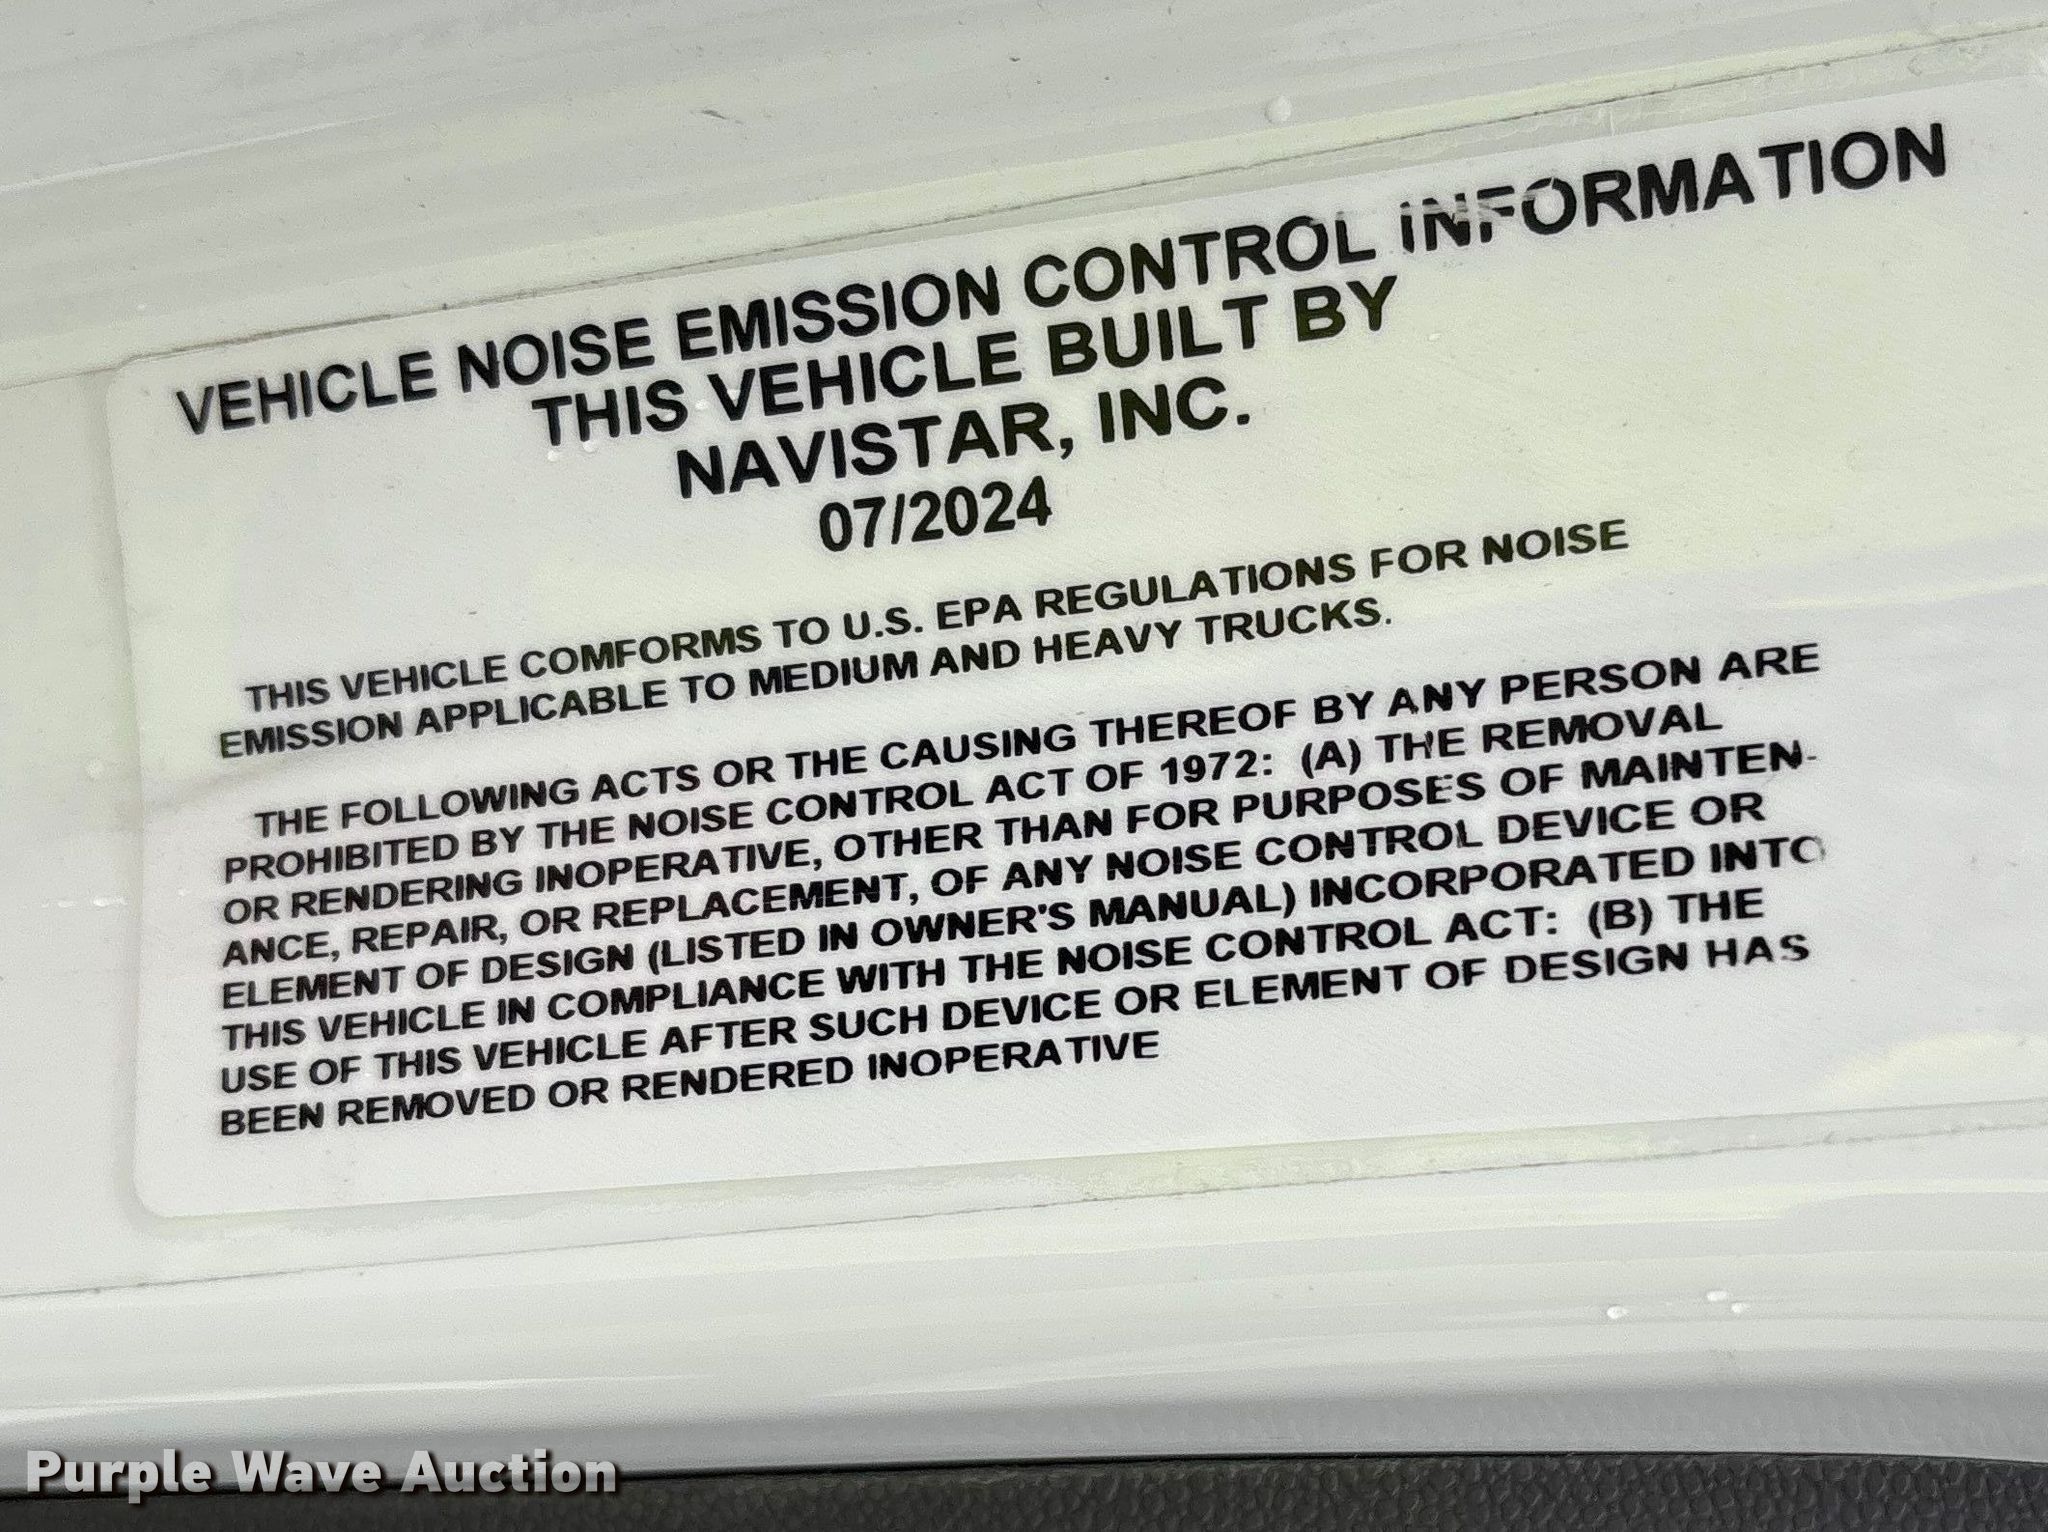 VEHICLE NOISE EMISSION CONTROL INFORMATION
THIS VEHICLE BUILT BY
NAVISTAR, INC.
07/2024
THIS VEHICLE COMFORMS TO U.S. EPA REGULATIONS FOR NOISE
EMISSION APPLICABLE TO MEDIUM AND HEAVY TRUCKS.
THE FOLLOWING ACTS OR THE CAUSING THEREOF BY ANY PERSON ARE
PROHIBITED BY THE NOISE CONTROL ACT OF 1972: (A) THE REMOVAL
OR RENDERING INOPERATIVE, OTHER THAN FOR PURPOSES OF MAINTEN-
ANCE, REPAIR, OR REPLACEMENT, OF ANY NOISE CONTROL DEVICE OR
ELEMENT OF DESIGN (LISTED IN OWNER'S MANUAL) INCORPORATED INTO
THIS VEHICLE IN COMPLIANCE WITH THE NOISE CONTROL ACT: (B) THE
USE OF THIS VEHICLE AFTER SUCH DEVICE OR ELEMENT OF DESIGN HAS
BEEN REMOVED OR RENDERED INOPERATIVE
Purple Wave Auction